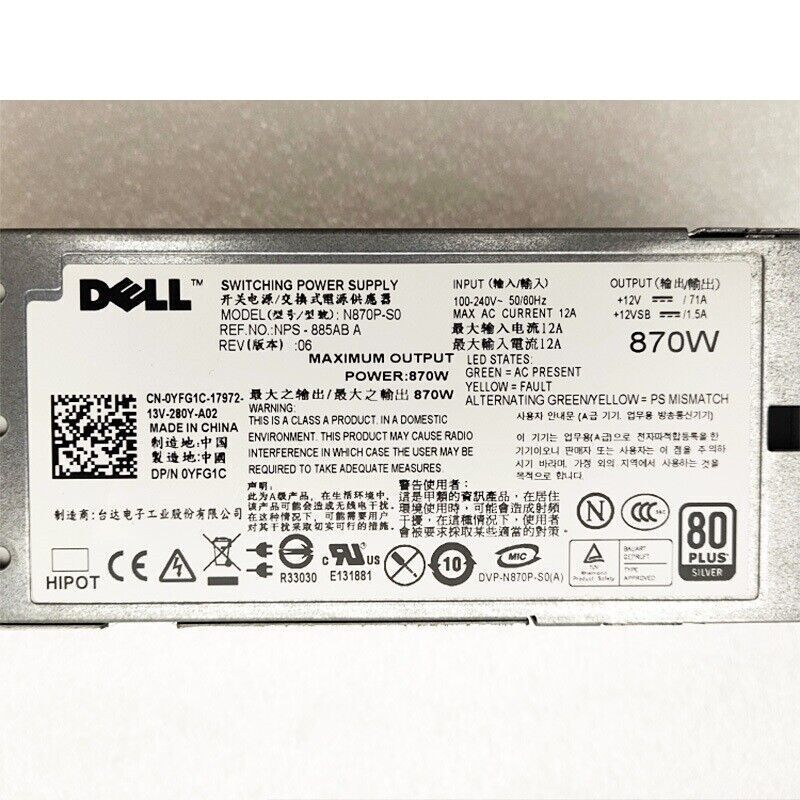 DELL™
SWITCHING POWER SUPPLY
开关电源/交換式電源供應器
MODEL(型号/型號): N870P-S0
REF.NO.:NPS - 885AB A
REV(版本) :06
INPUT (输入/輸入)
100-240V~ 50/60Hz
MAX AC CURRENT 12A
最大输入电流12A
最大輸入電流12A
OUTPUT (输出/輸出)
+12V /71A
+12VSB /1.5A
870W
MAXIMUM OUTPUT
POWER:870W
最大之输出/最大之輸出 870W
LED STATES:
GREEN = AC PRESENT
YELLOW = FAULT
ALTERNATING GREEN/YELLOW = PS MISMATCH
CN-0YFG1C-17972-
13V-280Y-A02
MADE IN CHINA
制造地:中国
製造地:中國
DP/N 0YFG1C
WARNING:
THIS IS A CLASS A PRODUCT. IN A DOMESTIC
ENVIRONMENT. THIS PRODUCT MAY CAUSE RADIO
INTERFERENCE IN WHICH CASE THE USER MAY BE
REQUIRED TO TAKE ADEQUATE MEASURES.
사용자 안내문 (A급 기기. 업무용 방송통신기기)
이 기기는 업무용(A급)으로 전자파적합등록을 한
기기이오니 판매자 또는 사용자는 이 점을 주의하
시기 바라며, 가정 외의 지역에서 사용하는 것을
목적으로 합니다.
声明:
此为A级产品, 在生活环境中,
该产品可能会造成无线电干扰.
在这种情况下, 可能需要用户
对其干扰采取切实可行的措施.
警告使用者:
這是甲類的資訊產品, 在居住
環境使用時, 可能會造成射頻
干擾, 在這種情況下, 使用者
會被要求採取某些適當的對策.
制造商:台达电子工业股份有限公司
HIPOT
R33030
c UL US
E131881
10
MIC
DVP-N870P-S0(A)
N
CCC
TÜV
Rheinland
Product Safety
BAUART
GEPRÜFT
TYPE
APPROVED
80
PLUS
SILVER